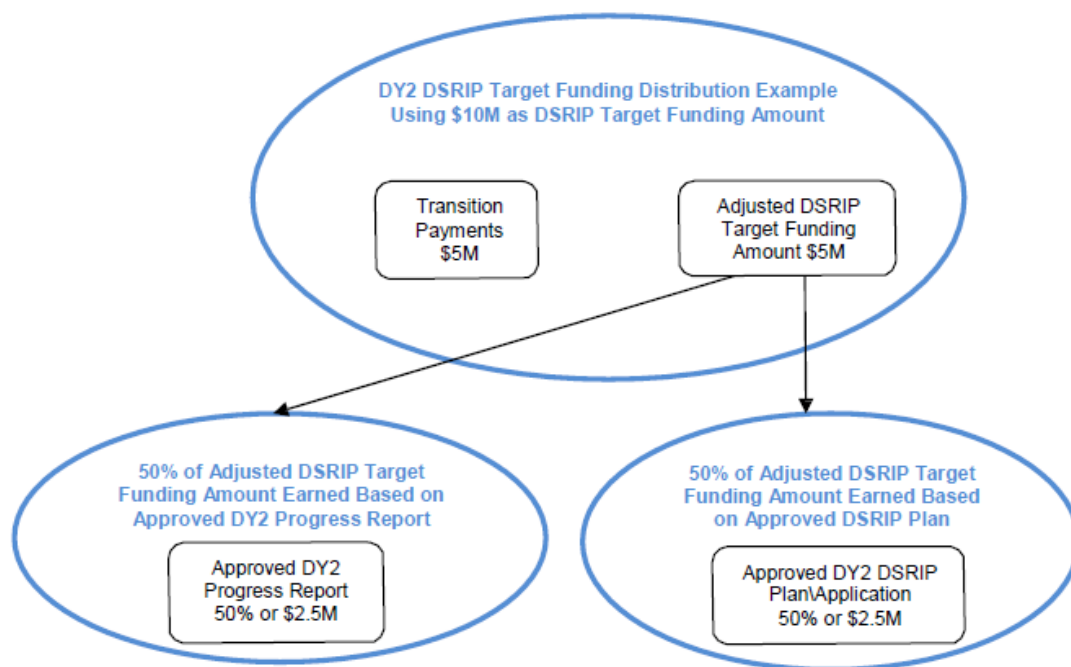 DY2 DSRIP Target Funding Distribution Example
Using $10M as DSRIP Target Funding Amount
Transition
Payments
$5M
Adjusted DSRIP
Target Funding
Amount $5M
50% of Adjusted DSRIP Target
Funding Amount Earned Based on
Approved DY2 Progress Report
Approved DY2
Progress Report
50% or $2.5M
50% of Adjusted DSRIP Target
Funding Amount Earned Based
on Approved DSRIP Plan
Approved DY2 DSRIP
Plan\Application
50% or $2.5M